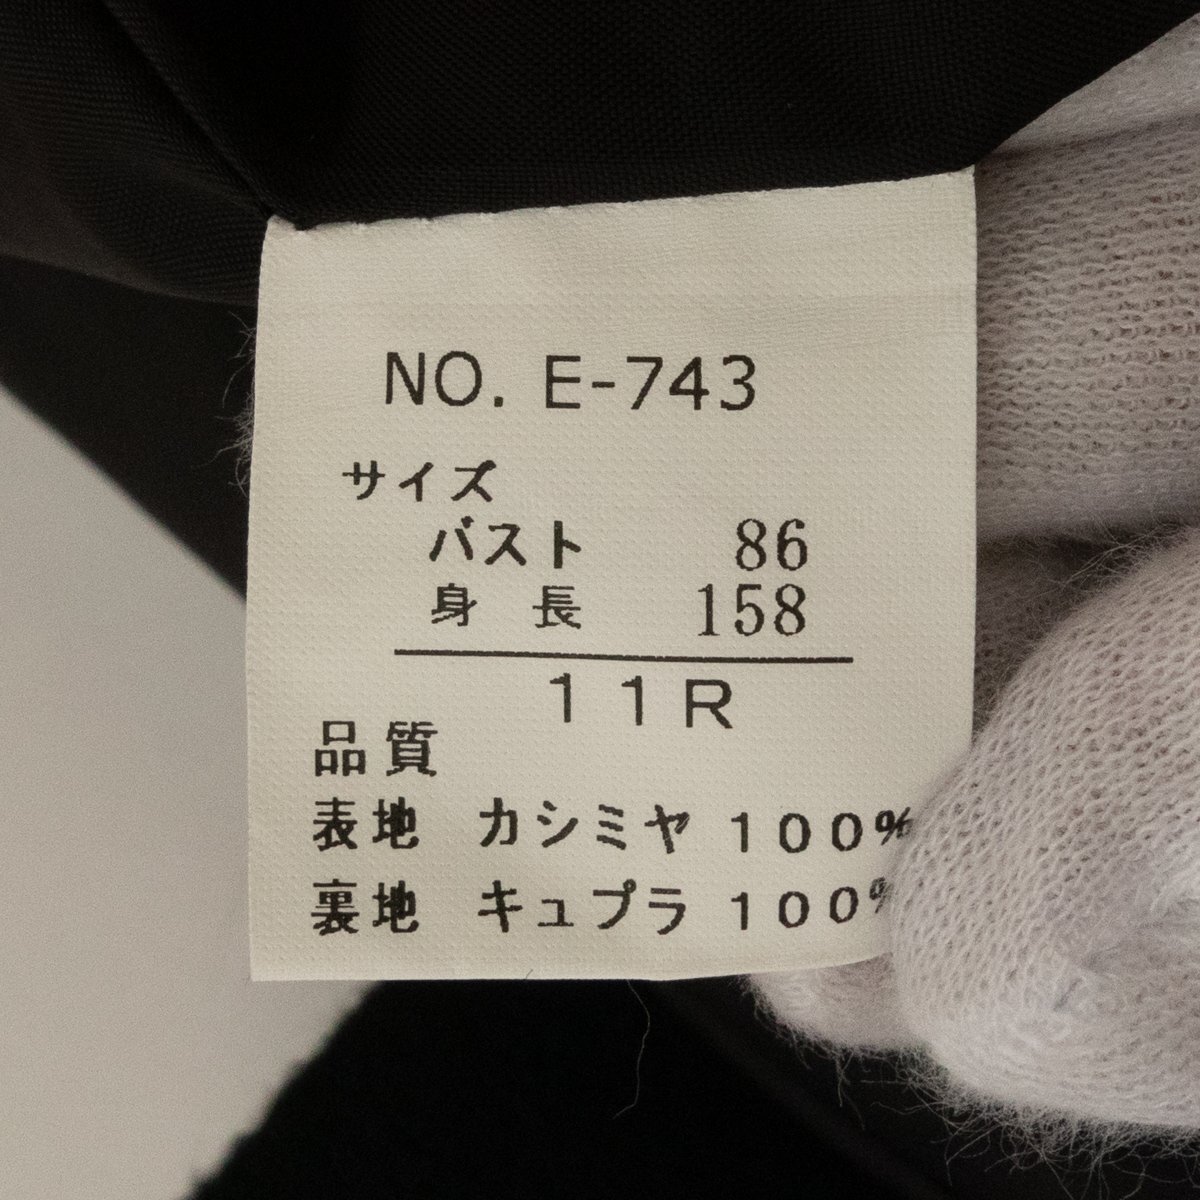 NO. E-743
サイズ
バスト 86
身 長 158
11R
品質
表地 カシミヤ 100%
裏地 キュプラ 100%